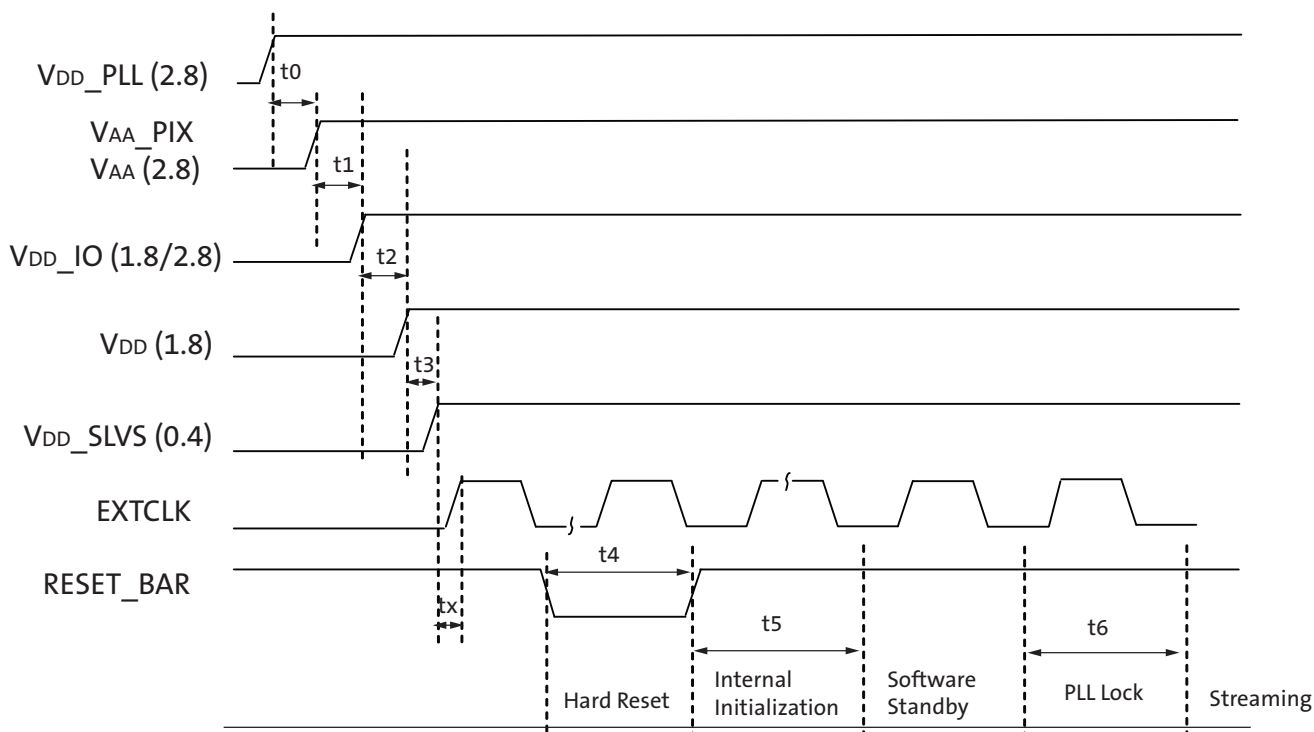 VDD_PLL (2.8)
t0
VAA_PIX
VAA (2.8)
t1
VDD_IO (1.8/2.8)
t2
VDD (1.8)
t3
VDD_SLVS (0.4)
EXTCLK
t4
RESET_BAR
tx
t5
t6
Hard Reset
Internal
Initialization
Software
Standby
PLL Lock
Streaming